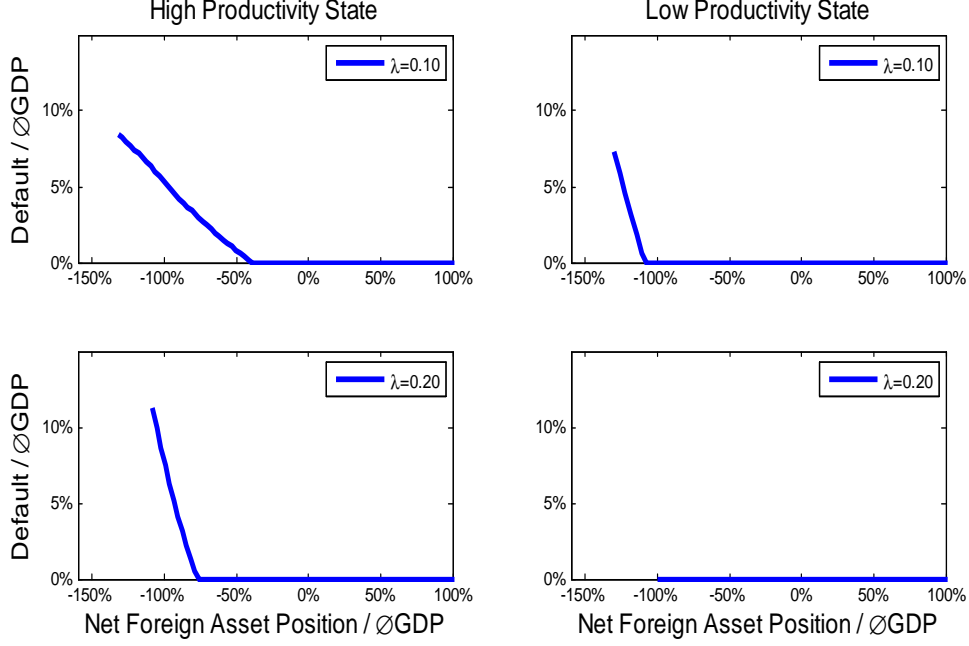 High Productivity State
Low Productivity State
Default / ∅GDP
10%
5%
0%
-150% -100% -50% 0% 50% 100%
λ=0.10
10%
5%
0%
-150% -100% -50% 0% 50% 100%
λ=0.10
Default / ∅GDP
10%
5%
0%
-150% -100% -50% 0% 50% 100%
λ=0.20
Net Foreign Asset Position / ∅GDP
10%
5%
0%
-150% -100% -50% 0% 50% 100%
λ=0.20
Net Foreign Asset Position / ∅GDP